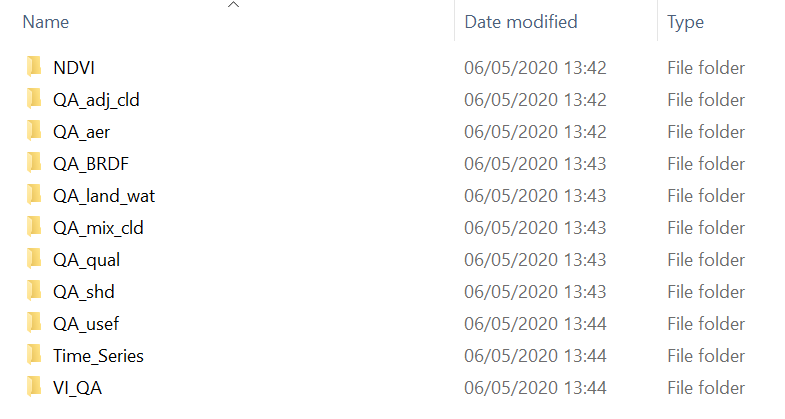 Name Date modified Type
NDVI 06/05/2020 13:42 File folder
QA_adj_cld 06/05/2020 13:42 File folder
QA_aer 06/05/2020 13:42 File folder
QA_BRDF 06/05/2020 13:43 File folder
QA_land_wat 06/05/2020 13:43 File folder
QA_mix_cld 06/05/2020 13:43 File folder
QA_qual 06/05/2020 13:43 File folder
QA_shd 06/05/2020 13:43 File folder
QA_usef 06/05/2020 13:44 File folder
Time_Series 06/05/2020 13:44 File folder
VI_QA 06/05/2020 13:44 File folder